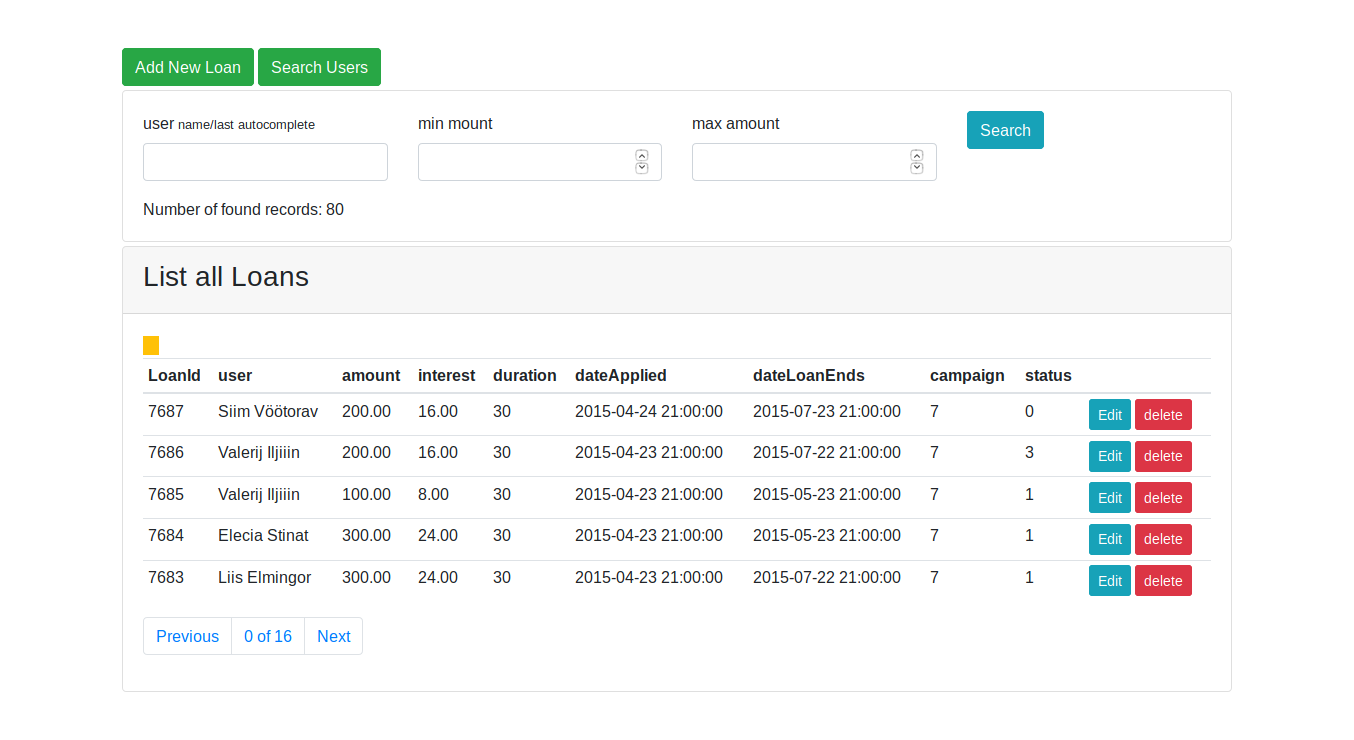 Add New Loan Search Users
user name/last autocomplete min mount max amount Search
Number of found records: 80
List all Loans
LoanId user amount interest duration dateApplied dateLoanEnds campaign status
7687 Siim Vöötorav 200.00 16.00 30 2015-04-24 21:00:00 2015-07-23 21:00:00 7 0 Edit delete
7686 Valerij Iljiiin 200.00 16.00 30 2015-04-23 21:00:00 2015-07-22 21:00:00 7 3 Edit delete
7685 Valerij Iljiiin 100.00 8.00 30 2015-04-23 21:00:00 2015-05-23 21:00:00 7 1 Edit delete
7684 Elecia Stinat 300.00 24.00 30 2015-04-23 21:00:00 2015-05-23 21:00:00 7 1 Edit delete
7683 Liis Elmingor 300.00 24.00 30 2015-04-23 21:00:00 2015-07-22 21:00:00 7 1 Edit delete
Previous 0 of 16 Next